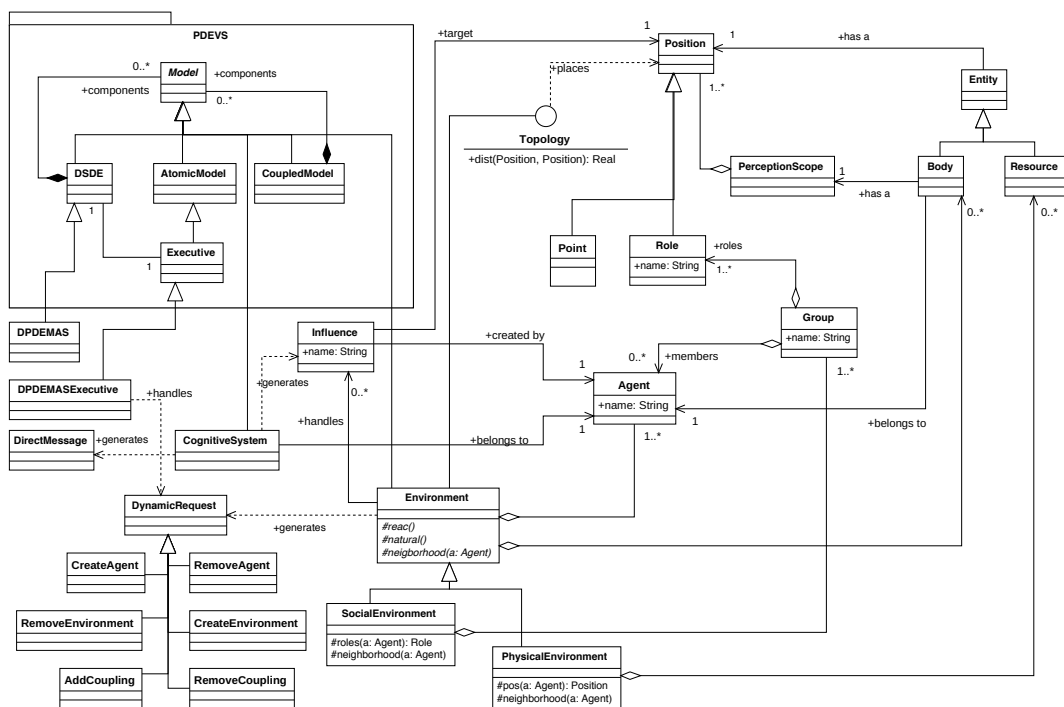 PDEVS
Model
0..*
+components
+components
0..*
DSDE
AtomicModel
CoupledModel
1
Executive
1
DPDEMAS
DPDEMASExecutive
+handles
DirectMessage
+generates
CognitiveSystem
+generates
Influence
+name: String
0..*
+handles
+target
1
Position
1
+has a
Entity
+places
1..*
Topology
+dist(Position, Position): Real
PerceptionScope
1
+has a
Body
Resource
0..*
0..*
Point
Role
+name: String
+roles
1..*
Group
+name: String
1..*
+created by
1
0..*
+members
Agent
+name: String
+belongs to
1
1..*
1
+belongs to
DynamicRequest
+generates
Environment
#reac()
#natural()
#neigborhood(a: Agent)
CreateAgent
RemoveAgent
RemoveEnvironment
CreateEnvironment
AddCoupling
RemoveCoupling
SocialEnvironment
#roles(a: Agent): Role
#neighborhood(a: Agent)
PhysicalEnvironment
#pos(a: Agent): Position
#neighborhood(a: Agent)